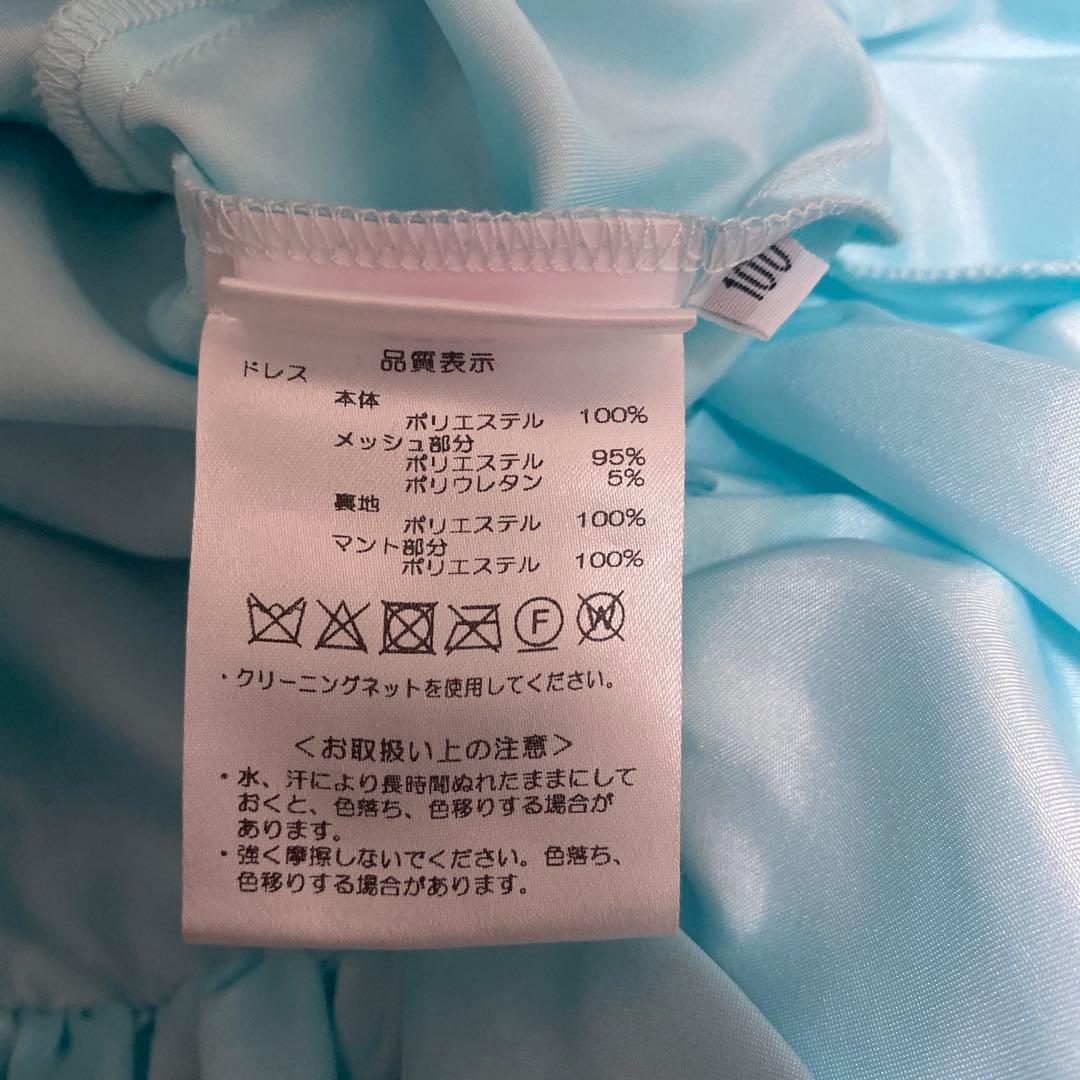 100
品質表示
ドレス
本体
ポリエステル 100%
メッシュ部分
ポリエステル 95%
ポリウレタン 5%
裏地
ポリエステル 100%
マント部分
ポリエステル 100%
F W
・クリーニングネットを使用してください。
＜お取扱い上の注意＞
・水、汗により長時間ぬれたままにして
おくと、色落ち、色移りする場合が
あります。
・強く摩擦しないでください。色落ち、
色移りする場合があります。